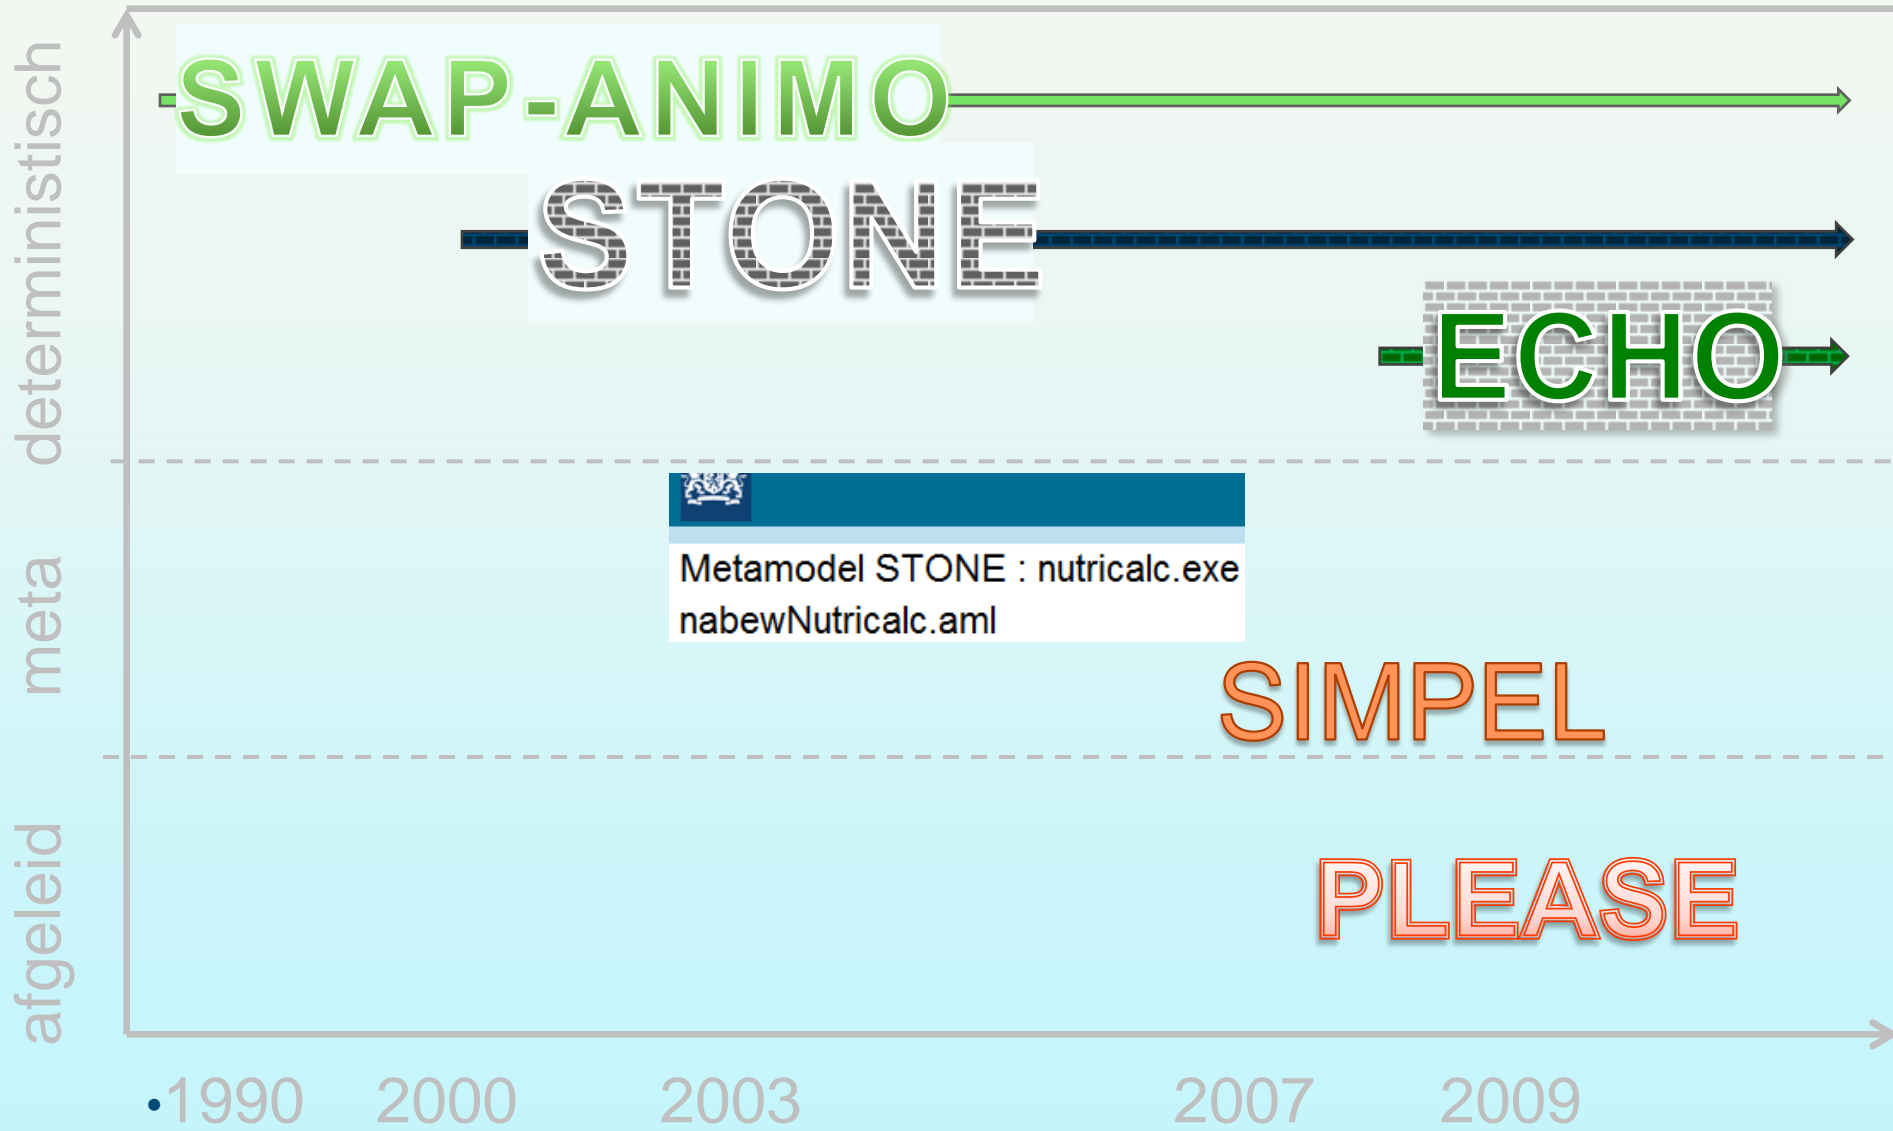 deterministisch
SWAP-ANIMO
STONE
ECHO
meta
Metamodel STONE : nutricalc.exe
nabewNutricalc.aml
SIMPEL
afgeleid
PLEASE
•1990 2000 2003 2007 2009